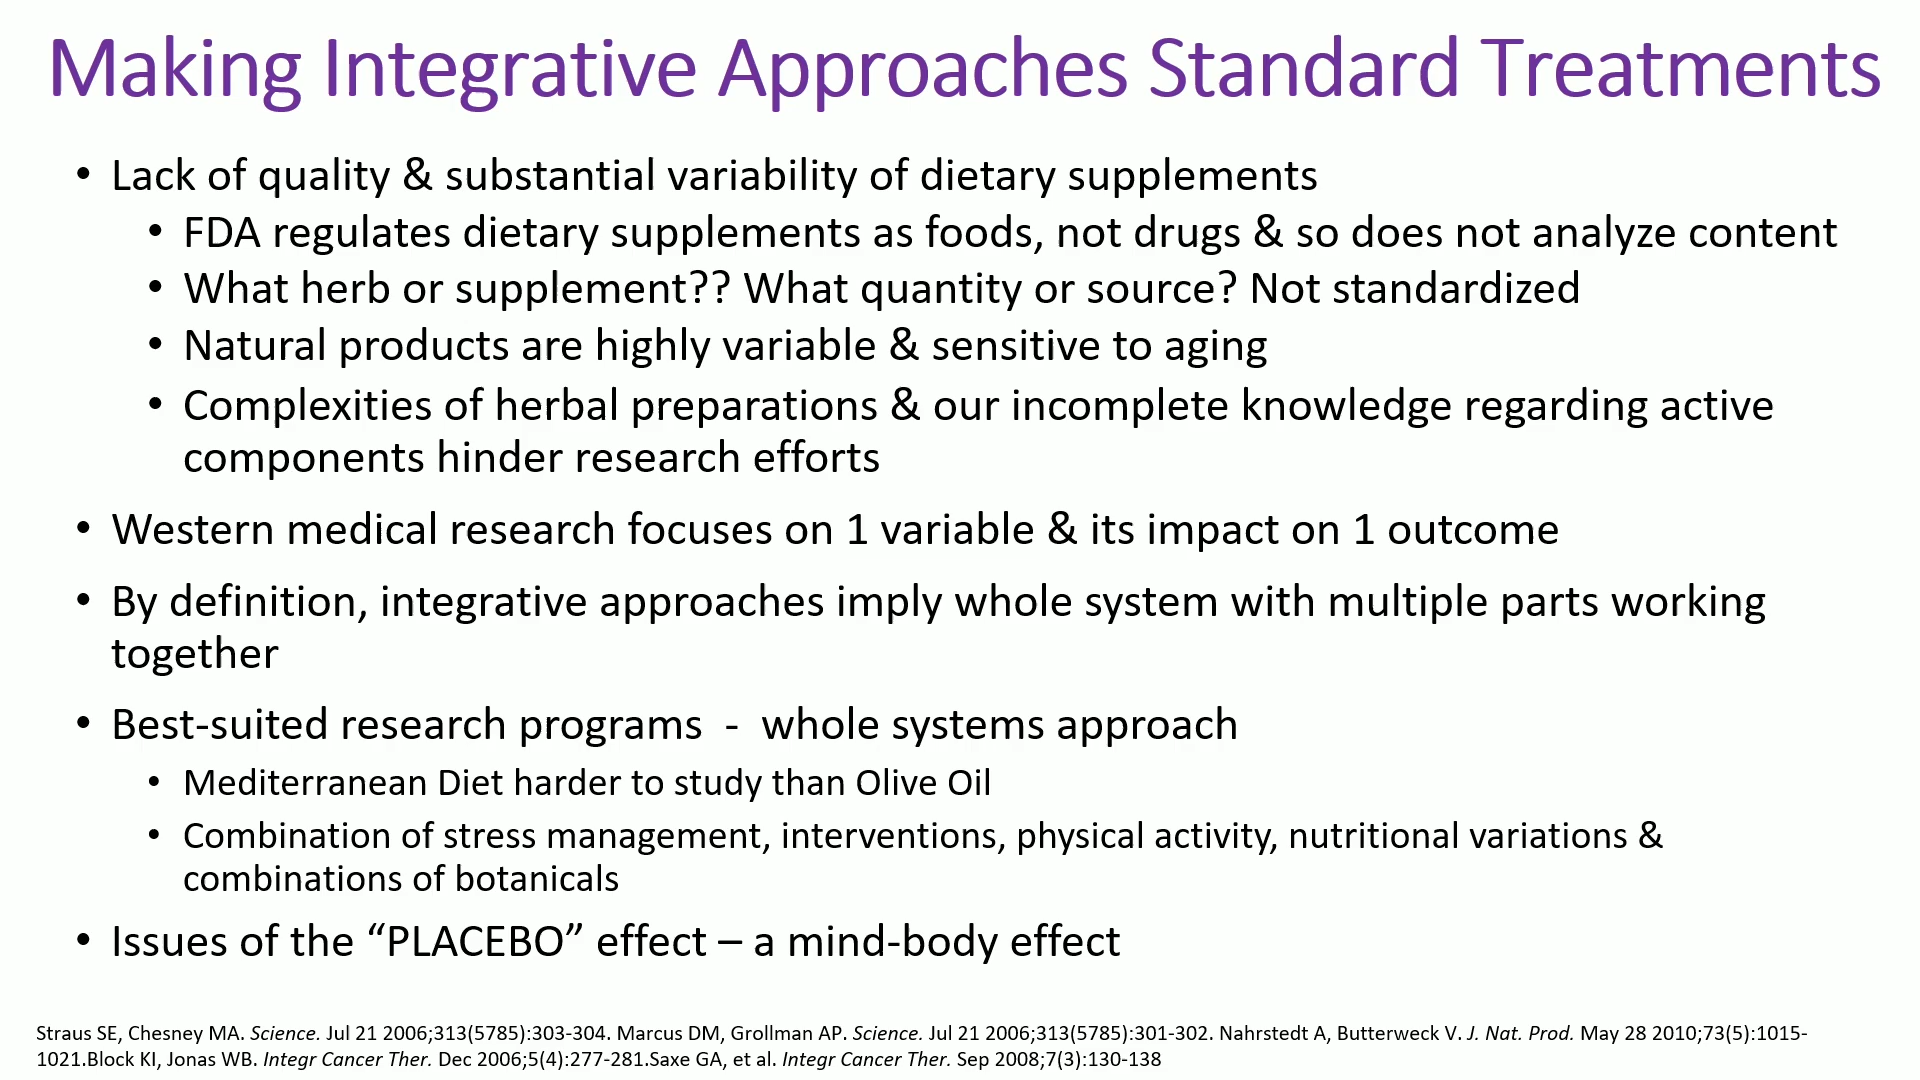 Making Integrative Approaches Standard Treatments
• Lack of quality & substantial variability of dietary supplements
• FDA regulates dietary supplements as foods, not drugs & so does not analyze content
• What herb or supplement?? What quantity or source? Not standardized
• Natural products are highly variable & sensitive to aging
• Complexities of herbal preparations & our incomplete knowledge regarding active
components hinder research efforts
• Western medical research focuses on 1 variable & its impact on 1 outcome
• By definition, integrative approaches imply whole system with multiple parts working
together
• Best-suited research programs - whole systems approach
• Mediterranean Diet harder to study than Olive Oil
• Combination of stress management, interventions, physical activity, nutritional variations &
combinations of botanicals
• Issues of the “PLACEBO” effect – a mind-body effect
Straus SE, Chesney MA. Science. Jul 21 2006;313(5785):303-304. Marcus DM, Grollman AP. Science. Jul 21 2006;313(5785):301-302. Nahrstedt A, Butterweck V. J. Nat. Prod. May 28 2010;73(5):1015-
1021.Block KI, Jonas WB. Integr Cancer Ther. Dec 2006;5(4):277-281.Saxe GA, et al. Integr Cancer Ther. Sep 2008;7(3):130-138